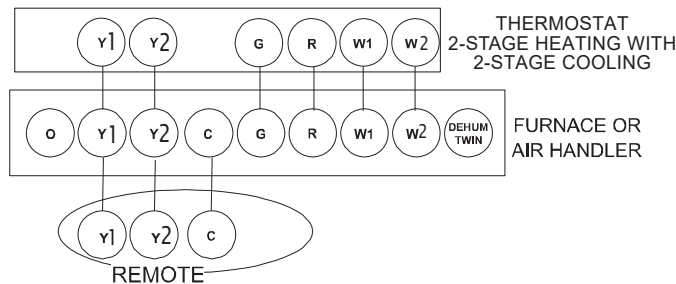 Y1 Y2 G R W1 W2
THERMOSTAT
2-STAGE HEATING WITH
2-STAGE COOLING
O Y1 Y2 C G R W1 W2 DEHUM
TWIN
FURNACE OR
AIR HANDLER
Y1 Y2 C
REMOTE